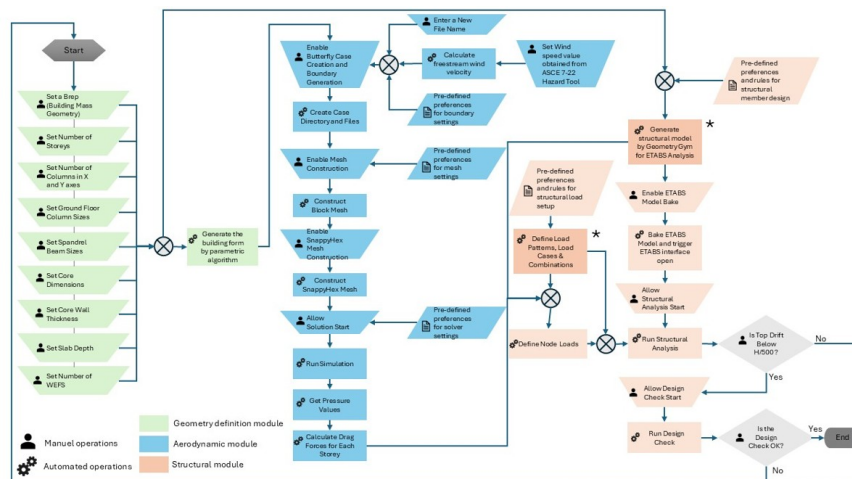 Start
Set a Brep
(Building Mass
Geometry)
Set Number of
Storeys
Set Number of
Columns in X
and Y axes
Set Ground Floor
Column Sizes
Set Spandrel
Beam Sizes
Set Core
Dimensions
Set Core Wall
Thickness
Set Slab Depth
Set Number of
WEFS
Generate the
building form
by parametric
algorithm
Enable
Butterfly Case
Creation and
Boundary
Generation
Create Case
Directory and Files
Enable Mesh
Construction
Construct
Block Mesh
Enable
SnappyHex
Mesh
Construction
Construct
SnappyHex Mesh
Allow
Solution Start
Run Simulation
Get Pressure
Values
Calculate Drag
Forces for Each
Storey
Enter a New
File Name
Calculate
freestream wind
velocity
Set Wind
speed value
obtained from
ASCE 7-22
Hazard Tool
Pre-defined
preferences
for boundary
settings
Pre-defined
preferences
for mesh
settings
Pre-defined
preferences for
solver settings
Pre-defined
preferences
and rules for
structural load
setup
*
Define Load
Patterns, Load
Cases &
Combinations
Define Node Loads
Pre-defined
preferences
and rules for
structural
member design
*
Generate
structural model
by GeometryGym
for ETABS Analysis
Enable ETABS
Model Bake
Bake ETABS
Model and trigger
ETABS interface
open
Allow
Structural
Analysis Start
Run Structural
Analysis
Is Top Drift
Below
H/500?
No
Yes
Allow Design
Check Start
Run Design
Check
Is the
Design
Check OK?
Yes
No
End
Manuel operations
Automated operations
Geometry definition module
Aerodynamic module
Structural module